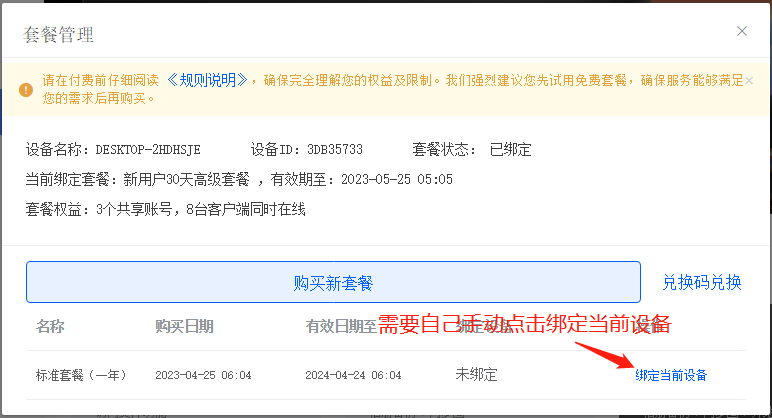 套餐管理
请在付费前仔细阅读 《规则说明》 ，确保完全理解您的权益及限制。我们强烈建议您先试用免费套餐，确保服务能够满足
您的需求后再购买。
设备名称：DESKTOP-2HDHSJE 设备ID：3DB35733 套餐状态： 已绑定
当前绑定套餐：新用户30天高级套餐 ，有效期至：2023-05-25 05:05
套餐权益：3个共享账号，8台客户端同时在线
购买新套餐 兑换码兑换
需要自己手动点击绑定当前设备
名称 购买日期 有效日期至
标准套餐（一年） 2023-04-25 06:04 2024-04-24 06:04 未绑定 绑定当前设备